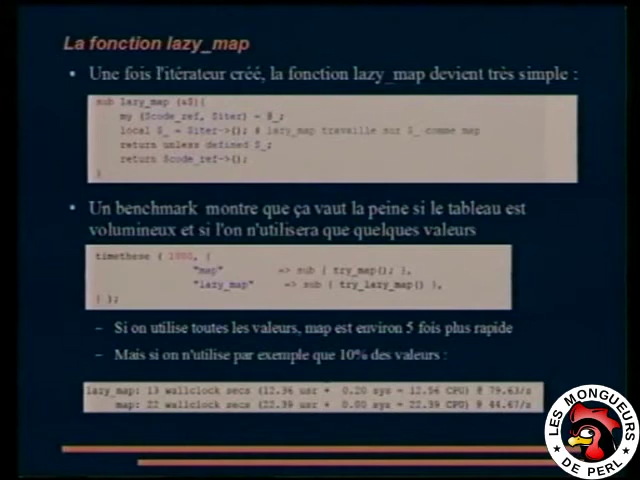 La fonction lazy_map
• Une fois l'itérateur créé, la fonction lazy_map devient très simple :
sub lazy_map (&$){
my ($code_ref, $iter) = @_;
local $_ = $iter->(); # lazy_map travaille sur $_ comme map
return unless defined $_;
return $code_ref->();
}
• Un benchmark montre que ça vaut la peine si le tableau est
volumineux et si l'on n'utilisera que quelques valeurs
timethese ( 1000, {
"map" => sub { try_map(); },
"lazy_map" => sub { try_lazy_map() },
} );
– Si on utilise toutes les valeurs, map est environ 5 fois plus rapide
– Mais si on n'utilise par exemple que 10% des valeurs :
lazy_map: 13 wallclock secs (12.36 usr + 0.20 sys = 12.56 CPU) @ 79.63/s
map: 22 wallclock secs (22.39 usr + 0.00 sys = 22.39 CPU) @ 44.67/s
LES MONGUEURS
DE PERL